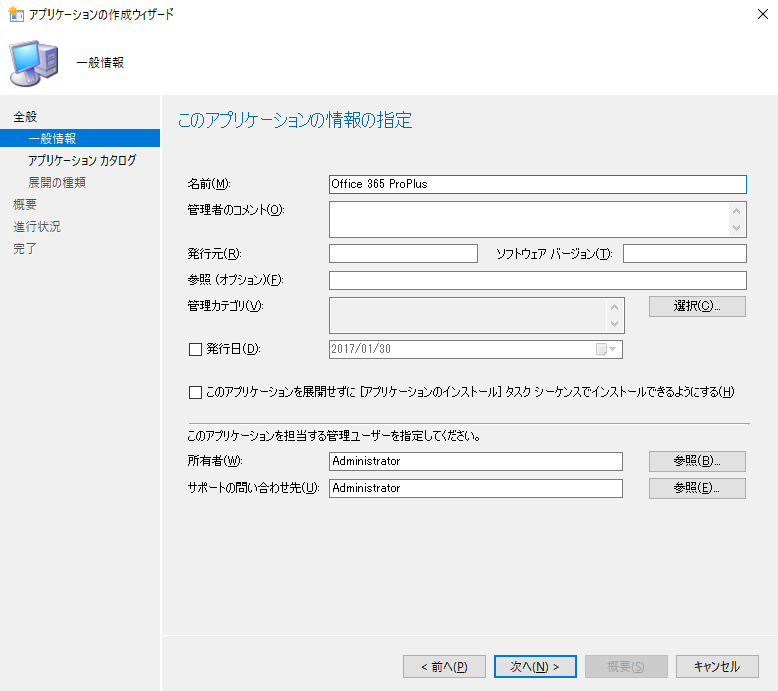 アプリケーションの作成ウィザード
一般情報
全般
一般情報
アプリケーション カタログ
展開の種類
概要
進行状況
完了
このアプリケーションの情報の指定
名前(M): Office 365 ProPlus
管理者のコメント(O):
発行元(R): ソフトウェア バージョン(T):
参照 (オプション)(F):
管理カテゴリ(V): 選択(C)...
発行日(D): 2017/01/30
このアプリケーションを展開せずに [アプリケーションのインストール] タスク シーケンスでインストールできるようにする(H)
このアプリケーションを担当する管理ユーザーを指定してください。
所有者(W): Administrator 参照(B)...
サポートの問い合わせ先(U): Administrator 参照(E)...
< 前へ(P) 次へ(N) > 概要(S) キャンセル